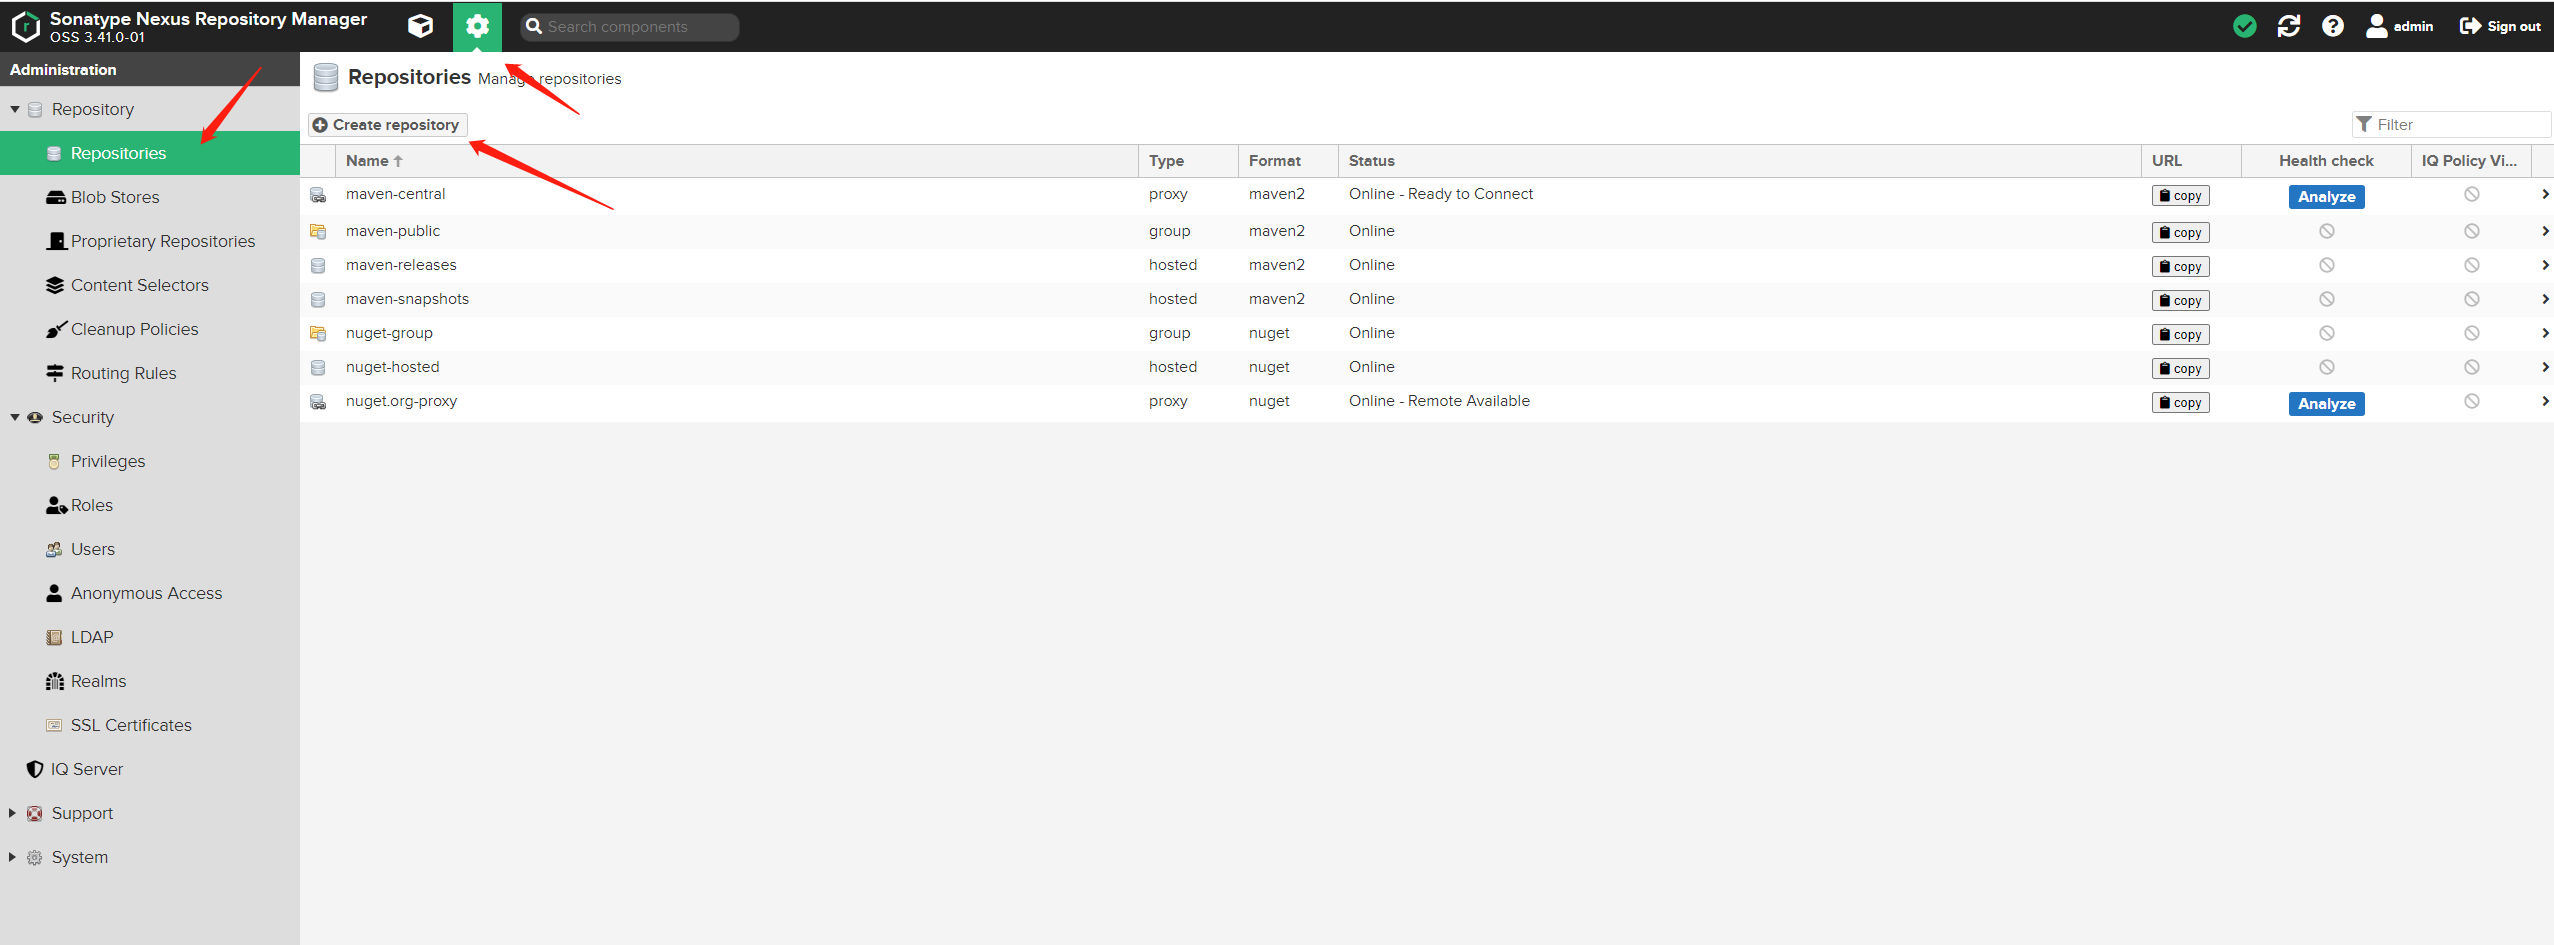 Sonatype Nexus Repository Manager
OSS 3.41.0-01
Search components
admin
Sign out
Administration
Repository
Repositories
Blob Stores
Proprietary Repositories
Content Selectors
Cleanup Policies
Routing Rules
Security
Privileges
Roles
Users
Anonymous Access
LDAP
Realms
SSL Certificates
IQ Server
Support
System
Repositories Manage repositories
Create repository
Filter
Name Type Format Status URL Health check IQ Policy Vi...
maven-central proxy maven2 Online - Ready to Connect copy Analyze
maven-public group maven2 Online copy
maven-releases hosted maven2 Online copy
maven-snapshots hosted maven2 Online copy
nuget-group group nuget Online copy
nuget-hosted hosted nuget Online copy
nuget.org-proxy proxy nuget Online - Remote Available copy Analyze